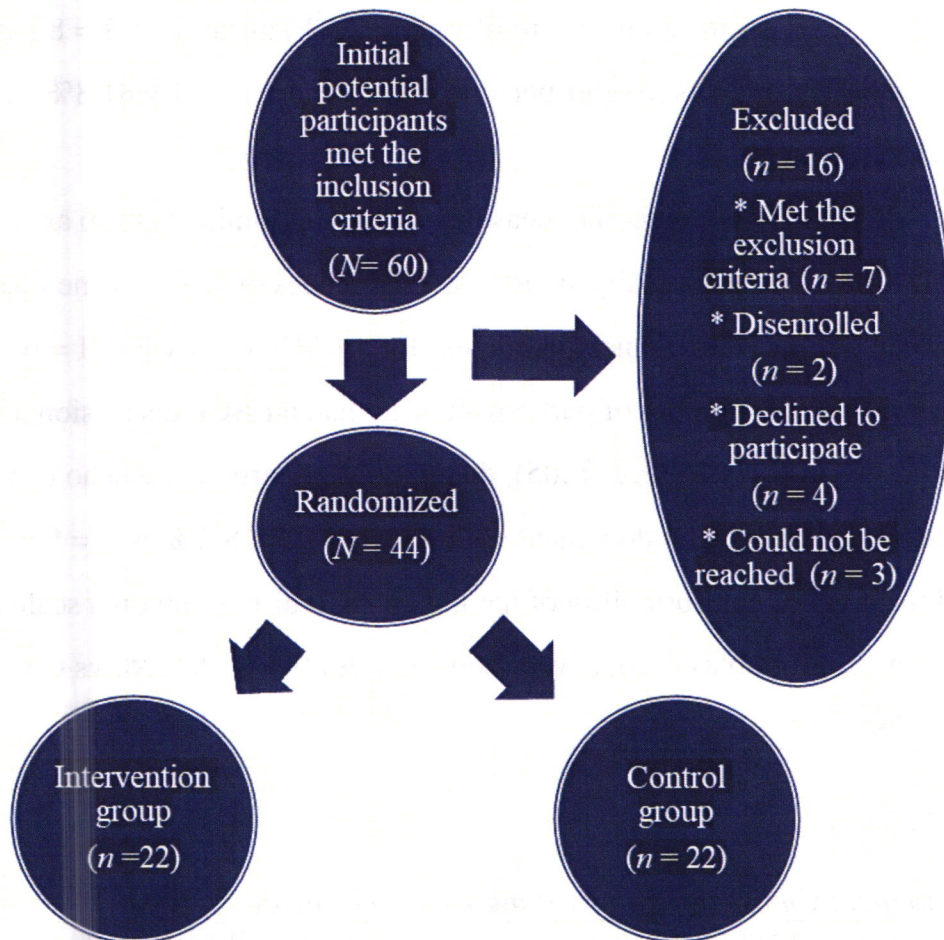 Initial
potential
participants
met the
inclusion
criteria
(N= 60)
Excluded
(n = 16)
* Met the
exclusion
criteria (n = 7)
* Disenrolled
(n = 2)
* Declined to
participate
(n = 4)
* Could not be
reached (n = 3)
Randomized
(N = 44)
Intervention
group
(n =22)
Control
group
(n = 22)